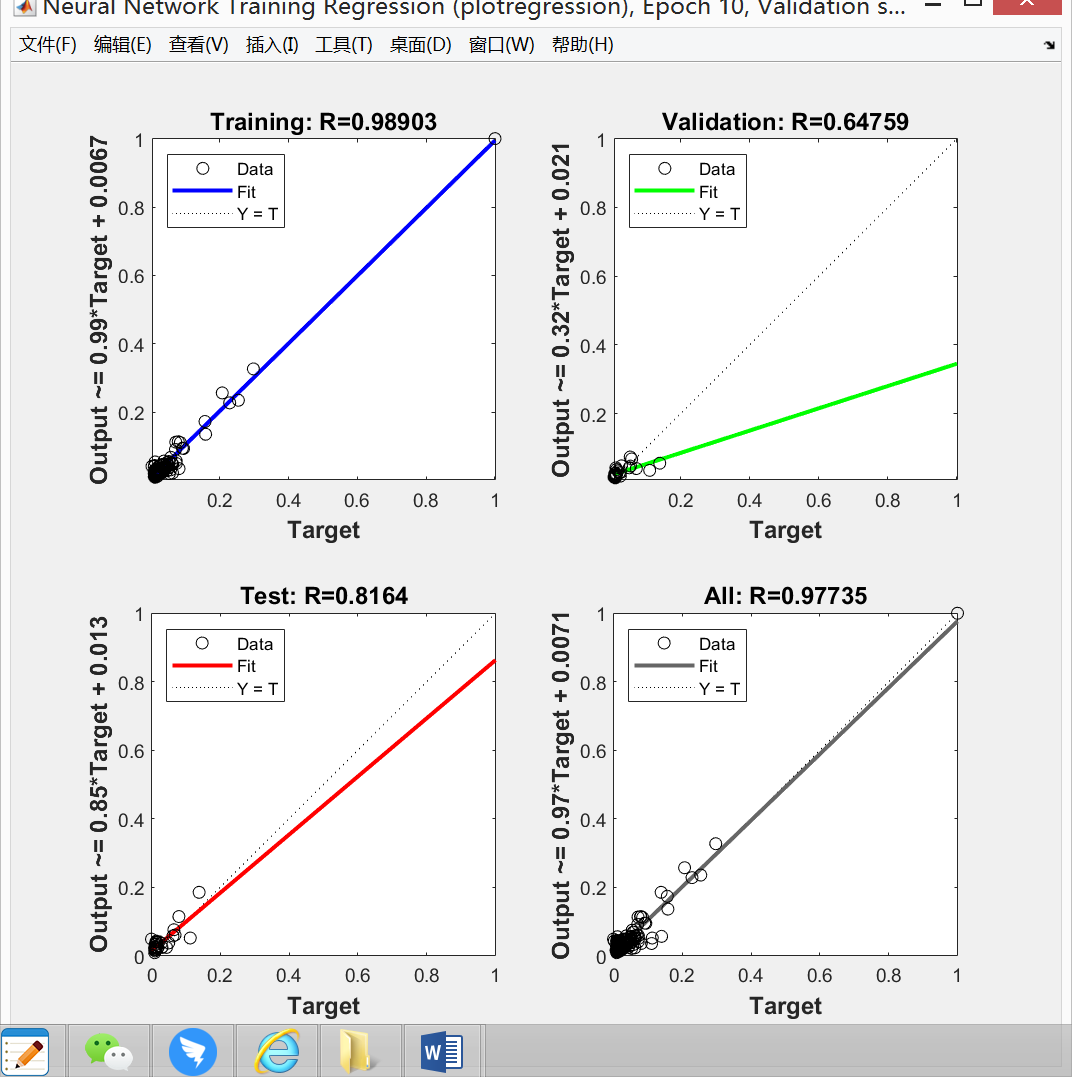 Neural Network Training Regression (plotregression), Epoch 10, Validation s...
文件(F) 编辑(E) 查看(V) 插入(I) 工具(T) 桌面(D) 窗口(W) 帮助(H)
Training: R=0.98903
Output ~= 0.99*Target + 0.0067
Data
Fit
Y = T
1
0.8
0.6
0.4
0.2
0.2 0.4 0.6 0.8 1
Target
Validation: R=0.64759
Output ~= 0.32*Target + 0.021
Data
Fit
Y = T
1
0.8
0.6
0.4
0.2
0.2 0.4 0.6 0.8 1
Target
Test: R=0.8164
Output ~= 0.85*Target + 0.013
Data
Fit
Y = T
1
0.8
0.6
0.4
0.2
0
0 0.2 0.4 0.6 0.8 1
Target
All: R=0.97735
Output ~= 0.97*Target + 0.0071
Data
Fit
Y = T
1
0.8
0.6
0.4
0.2
0
0 0.2 0.4 0.6 0.8 1
Target
W